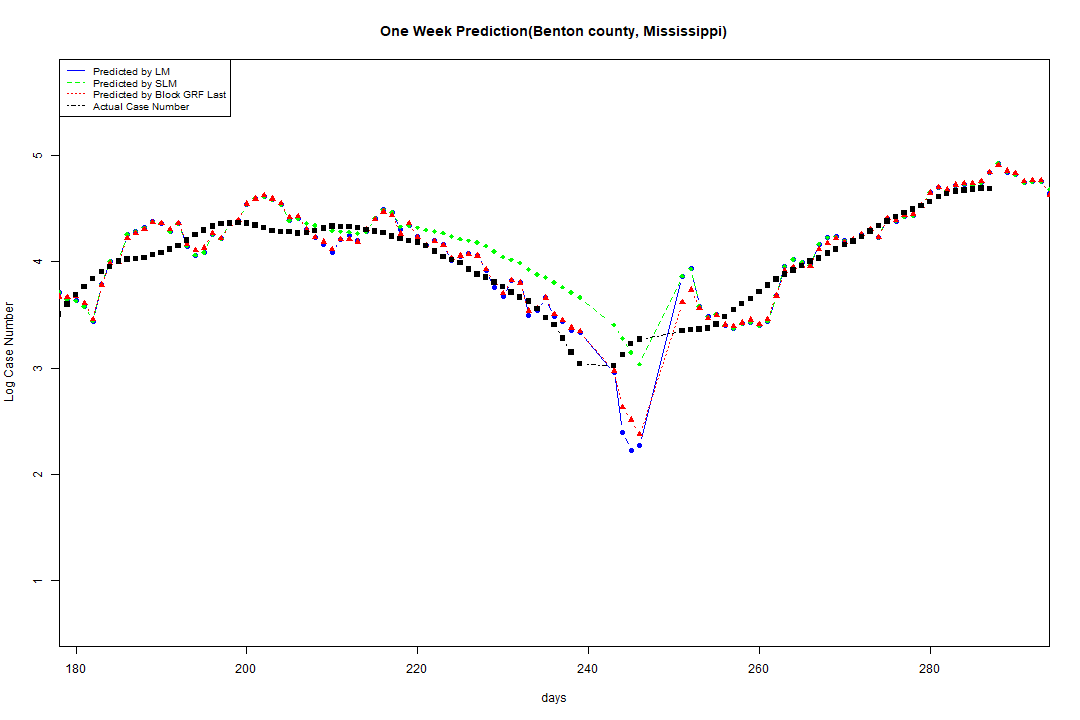 One Week Prediction(Benton county, Mississippi)
Predicted by LM
Predicted by SLM
Predicted by Block GRF Last
Actual Case Number
5
4
3
2
1
Log Case Number
180 200 220 240 260 280
days